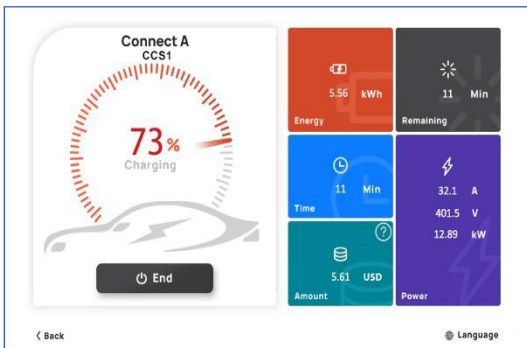 Connect A
CCS1
73%
Charging
End
5.56 kWh
Energy
11 Min
Remaining
11 Min
Time
32.1 A
401.5 V
12.89 kW
Power
?
5.61 USD
Amount
< Back
Language